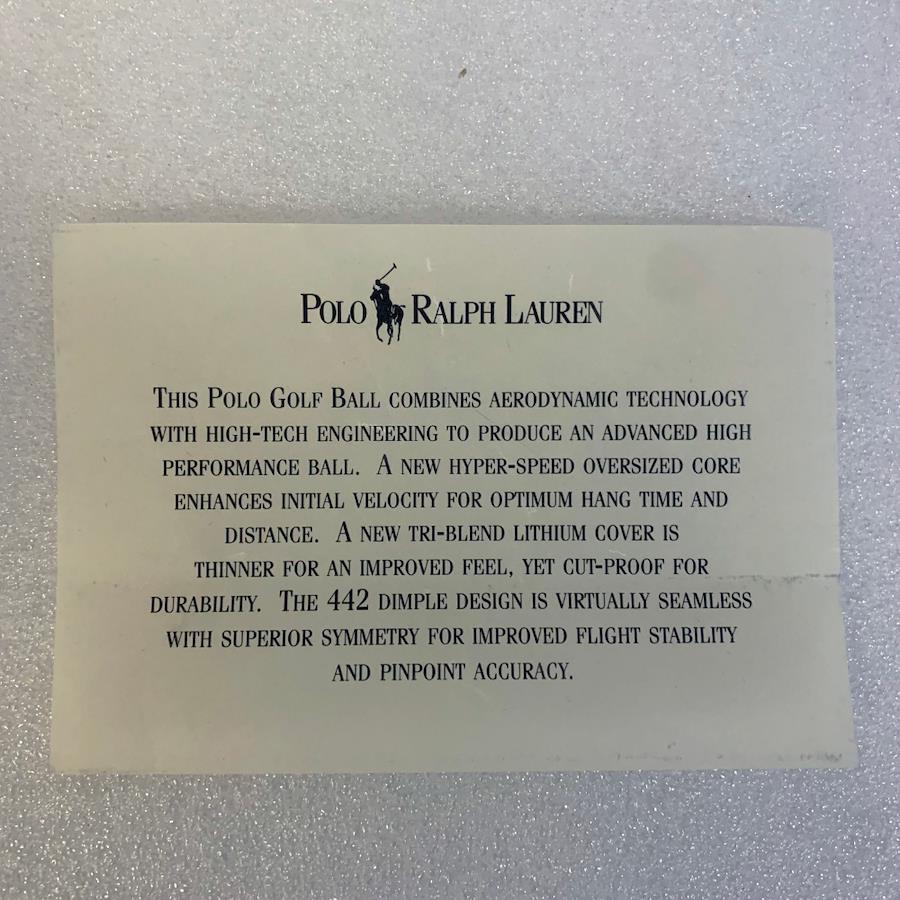 Polo Ralph Lauren
This Polo Golf Ball combines aerodynamic technology
with high-tech engineering to produce an advanced high
performance ball. A new hyper-speed oversized core
enhances initial velocity for optimum hang time and
distance. A new tri-blend lithium cover is
thinner for an improved feel, yet cut-proof for
durability. The 442 dimple design is virtually seamless
with superior symmetry for improved flight stability
and pinpoint accuracy.